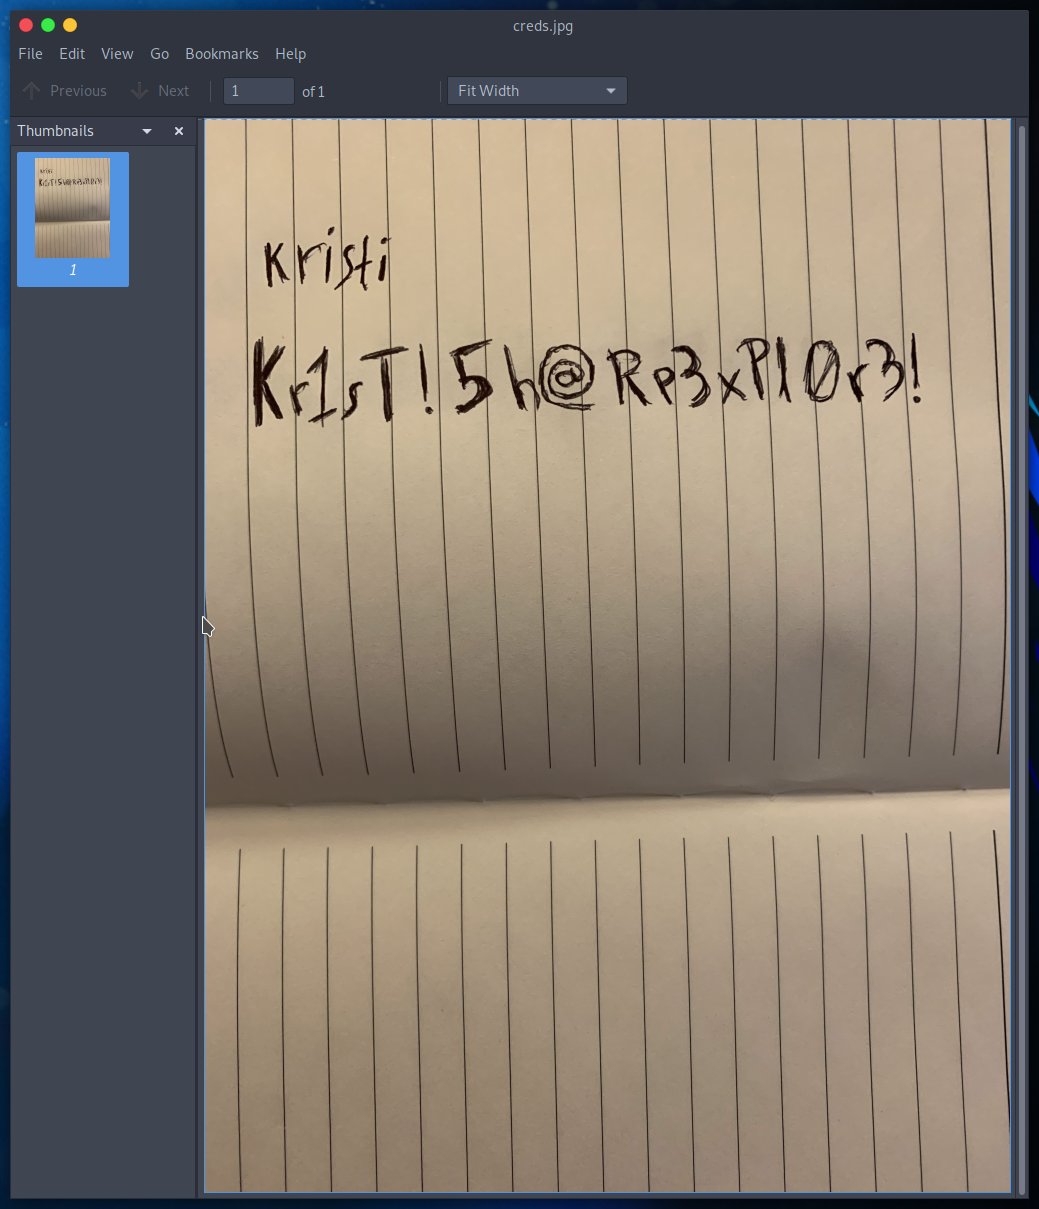 creds.jpg
File Edit View Go Bookmarks Help
Previous Next 1 of 1 Fit Width
Thumbnails
kristi
Kr1sT!5h@Rp3xPl0r3!
1